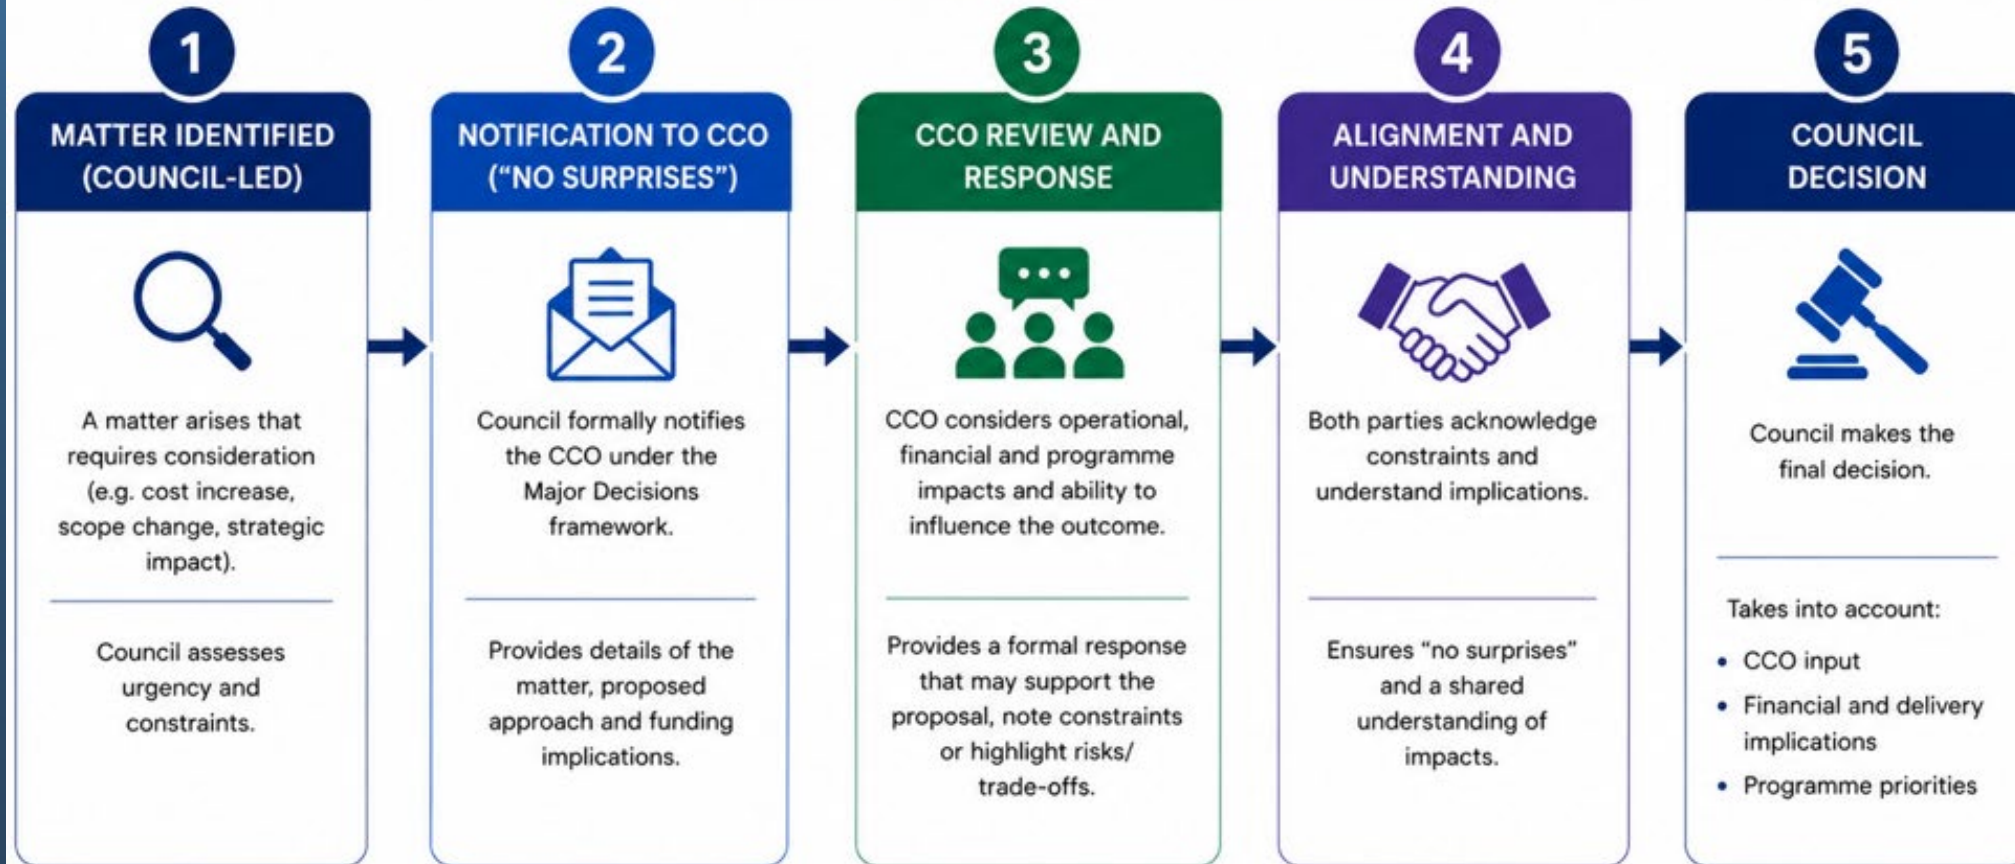 1
MATTER IDENTIFIED
(COUNCIL-LED)
A matter arises that
requires consideration
(e.g. cost increase,
scope change, strategic
impact).
Council assesses
urgency and
constraints.
2
NOTIFICATION TO CCO
(“NO SURPRISES”)
Council formally notifies
the CCO under the
Major Decisions
framework.
Provides details of the
matter, proposed
approach and funding
implications.
3
CCO REVIEW AND
RESPONSE
CCO considers operational,
financial and programme
impacts and ability to
influence the outcome.
Provides a formal response
that may support the
proposal, note constraints
or highlight risks/
trade-offs.
4
ALIGNMENT AND
UNDERSTANDING
Both parties acknowledge
constraints and
understand implications.
Ensures “no surprises”
and a shared
understanding of
impacts.
5
COUNCIL
DECISION
Council makes the
final decision.
Takes into account:
• CCO input
• Financial and delivery
implications
• Programme priorities